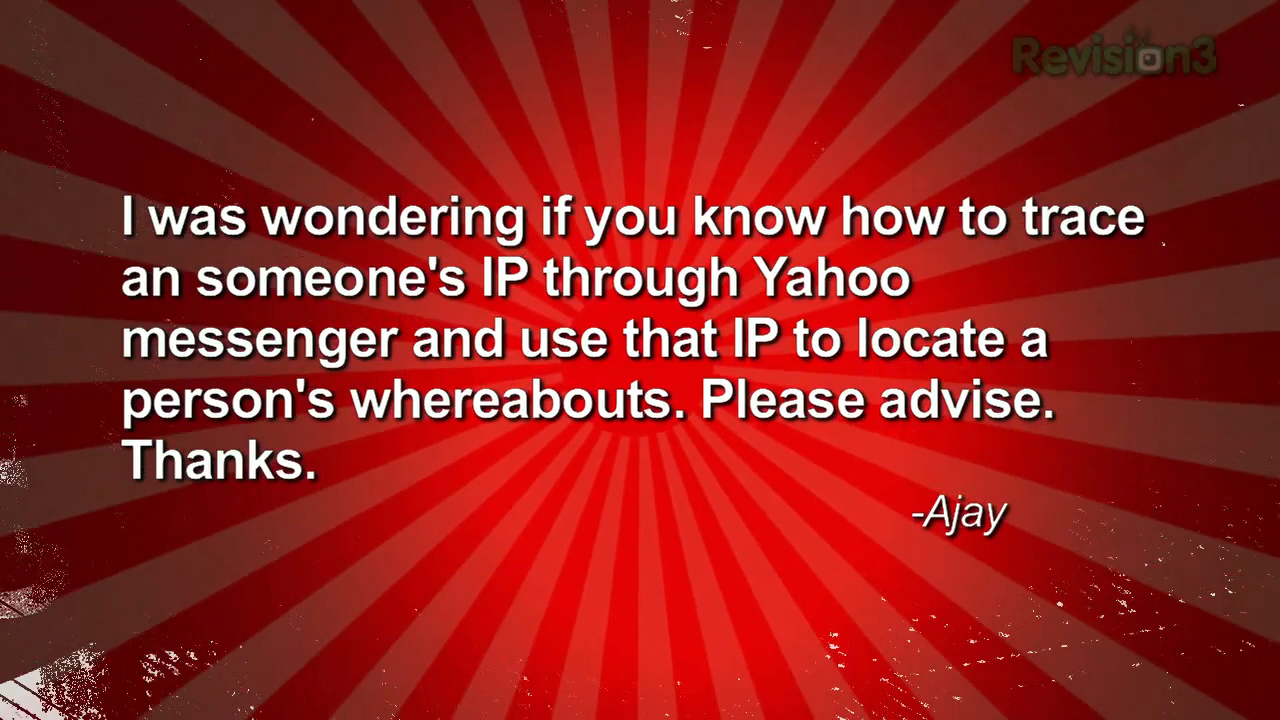 Revision3
I was wondering if you know how to trace
an someone's IP through Yahoo
messenger and use that IP to locate a
person's whereabouts. Please advise.
Thanks.
-Ajay